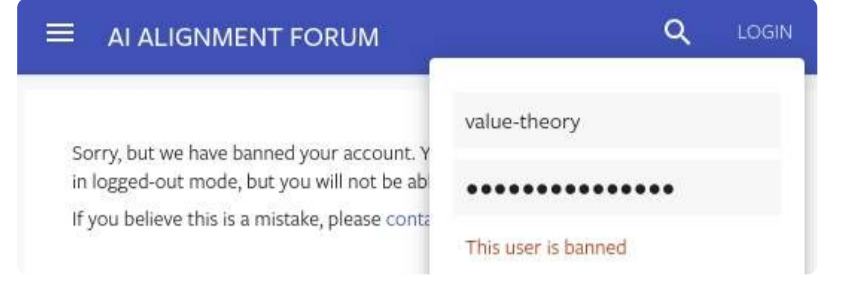 AI ALIGNMENT FORUM
LOGIN
Sorry, but we have banned your account. Y
in logged-out mode, but you will not be ab
If you believe this is a mistake, please conta
value-theory
●●●●●●●●●●●●●●●●
This user is banned